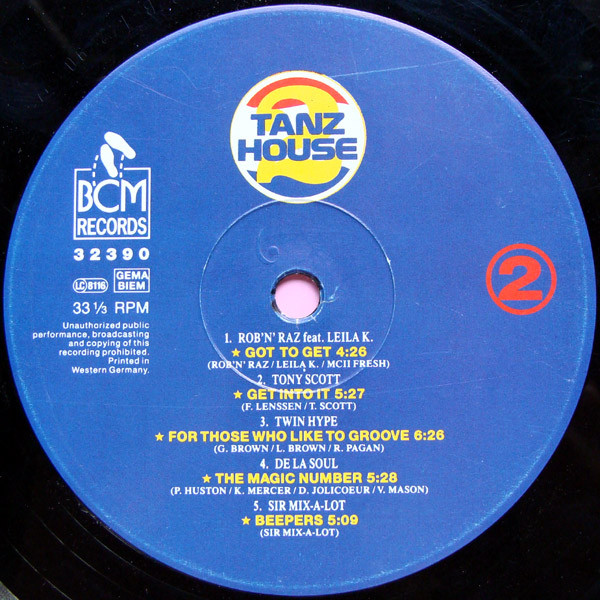 2
TANZ
HOUSE
BCM
RECORDS
32390
LC 8116
GEMA
BIEM
33 1/3 RPM
Unauthorized public
performance, broadcasting
and copying of this
recording prohibited.
Printed in
Western Germany.
2
1. ROB'N' RAZ feat. LEILA K.
★ GOT TO GET 4:26
(ROB'N' RAZ / LEILA K. / MCII FRESH)
2. TONY SCOTT
★ GET INTO IT 5:27
(F. LENSSEN / T. SCOTT)
3. TWIN HYPE
★ FOR THOSE WHO LIKE TO GROOVE 6:26
(G. BROWN / L. BROWN / R. PAGAN)
4. DE LA SOUL
★ THE MAGIC NUMBER 5:28
(P. HUSTON / K. MERCER / D. JOLICOEUR / V. MASON)
5. SIR MIX-A-LOT
★ BEEPERS 5:09
(SIR MIX-A-LOT)